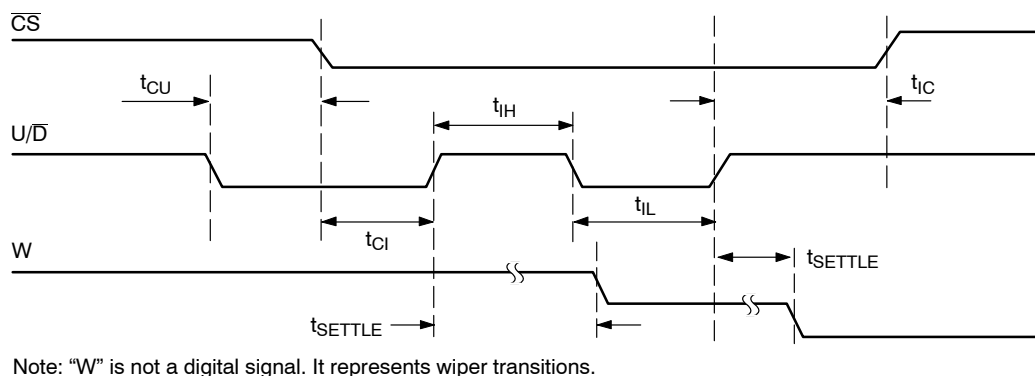 CS
tCU
tIC
tIH
U/D
tIL
tCI
W
tSETTLE
tSETTLE
Note: “W” is not a digital signal. It represents wiper transitions.